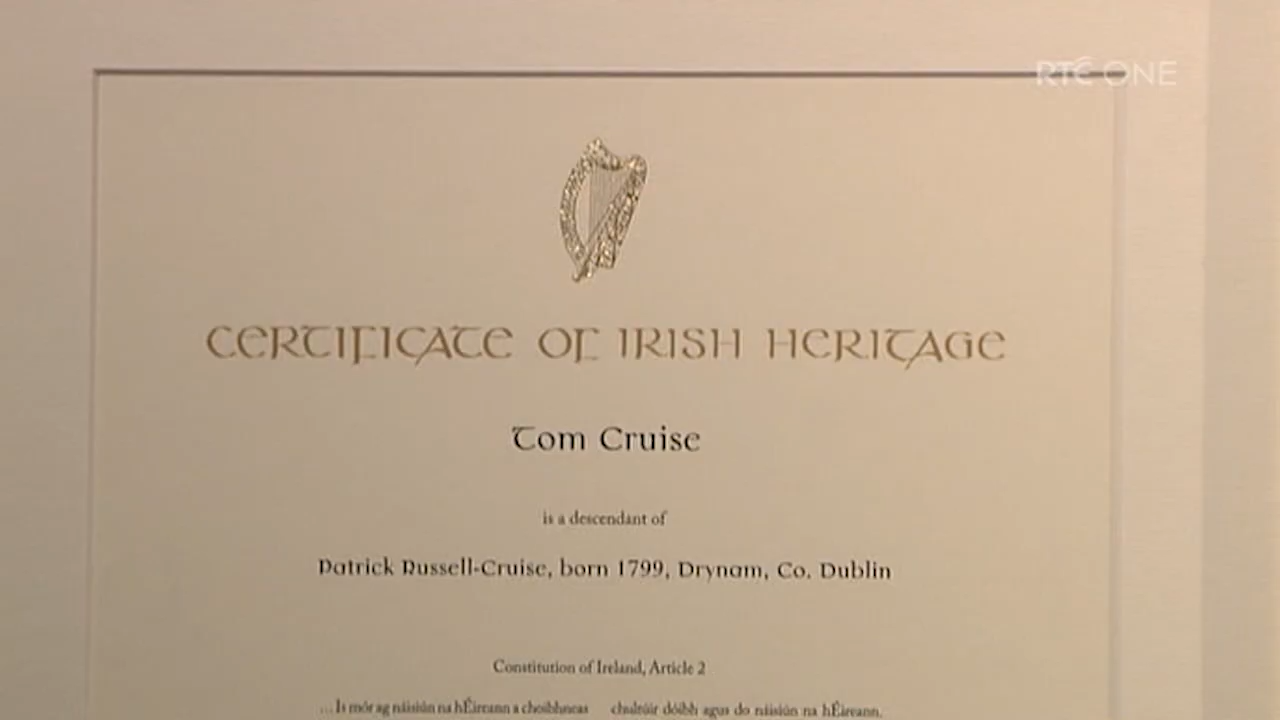 RTÉ ONE
CERTIFICATE OF IRISH HERITAGE
Tom Cruise
is a descendant of
Patrick Russell-Cruise, born 1799, Drynam, Co. Dublin
Constitution of Ireland, Article 2
... Is mór ag náisiún na hÉireann a choibhneas chultúir dóibh agus do náisiún na hÉireann.